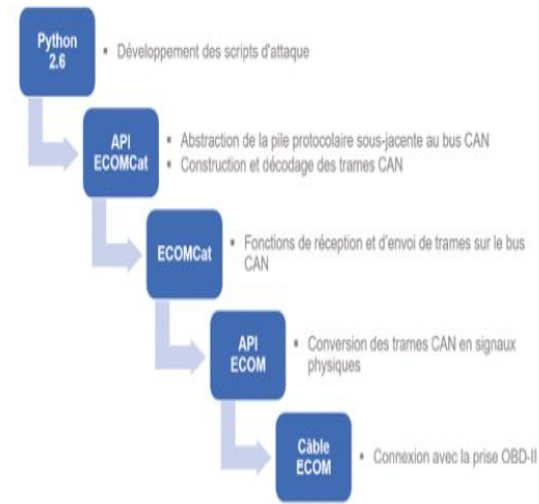 Python
2.6
▪ Développement des scripts d'attaque
API
ECOMCat
▪ Abstraction de la pile protocolaire sous-jacente au bus CAN
▪ Construction et décodage des trames CAN
ECOMCat
▪ Fonctions de réception et d'envoi de trames sur le bus
CAN
API
ECOM
▪ Conversion des trames CAN en signaux
physiques
Câble
ECOM
▪ Connexion avec la prise OBD-II